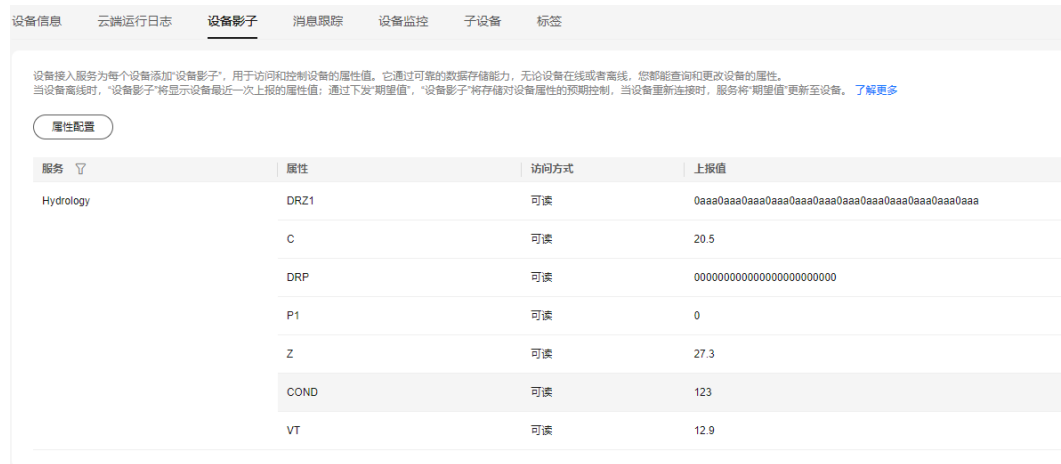 设备信息 云端运行日志 设备影子 消息跟踪 设备监控 子设备 标签
设备接入服务为每个设备添加“设备影子”，用于访问和控制设备的属性值。它通过可靠的数据存储能力，无论设备在线或者离线，您都能查询和更改设备的属性。
当设备离线时，“设备影子”将显示设备最近一次上报的属性值；通过下发“期望值”，“设备影子”将存储对设备属性的预期控制，当设备重新连接时，服务将“期望值”更新至设备。 了解更多
属性配置
服务 属性 访问方式 上报值
Hydrology DRZ1 可读 0aaa0aaa0aaa0aaa0aaa0aaa0aaa0aaa0aaa0aaa0aaa0aaa
C 可读 20.5
DRP 可读 000000000000000000000000
P1 可读 0
Z 可读 27.3
COND 可读 123
VT 可读 12.9